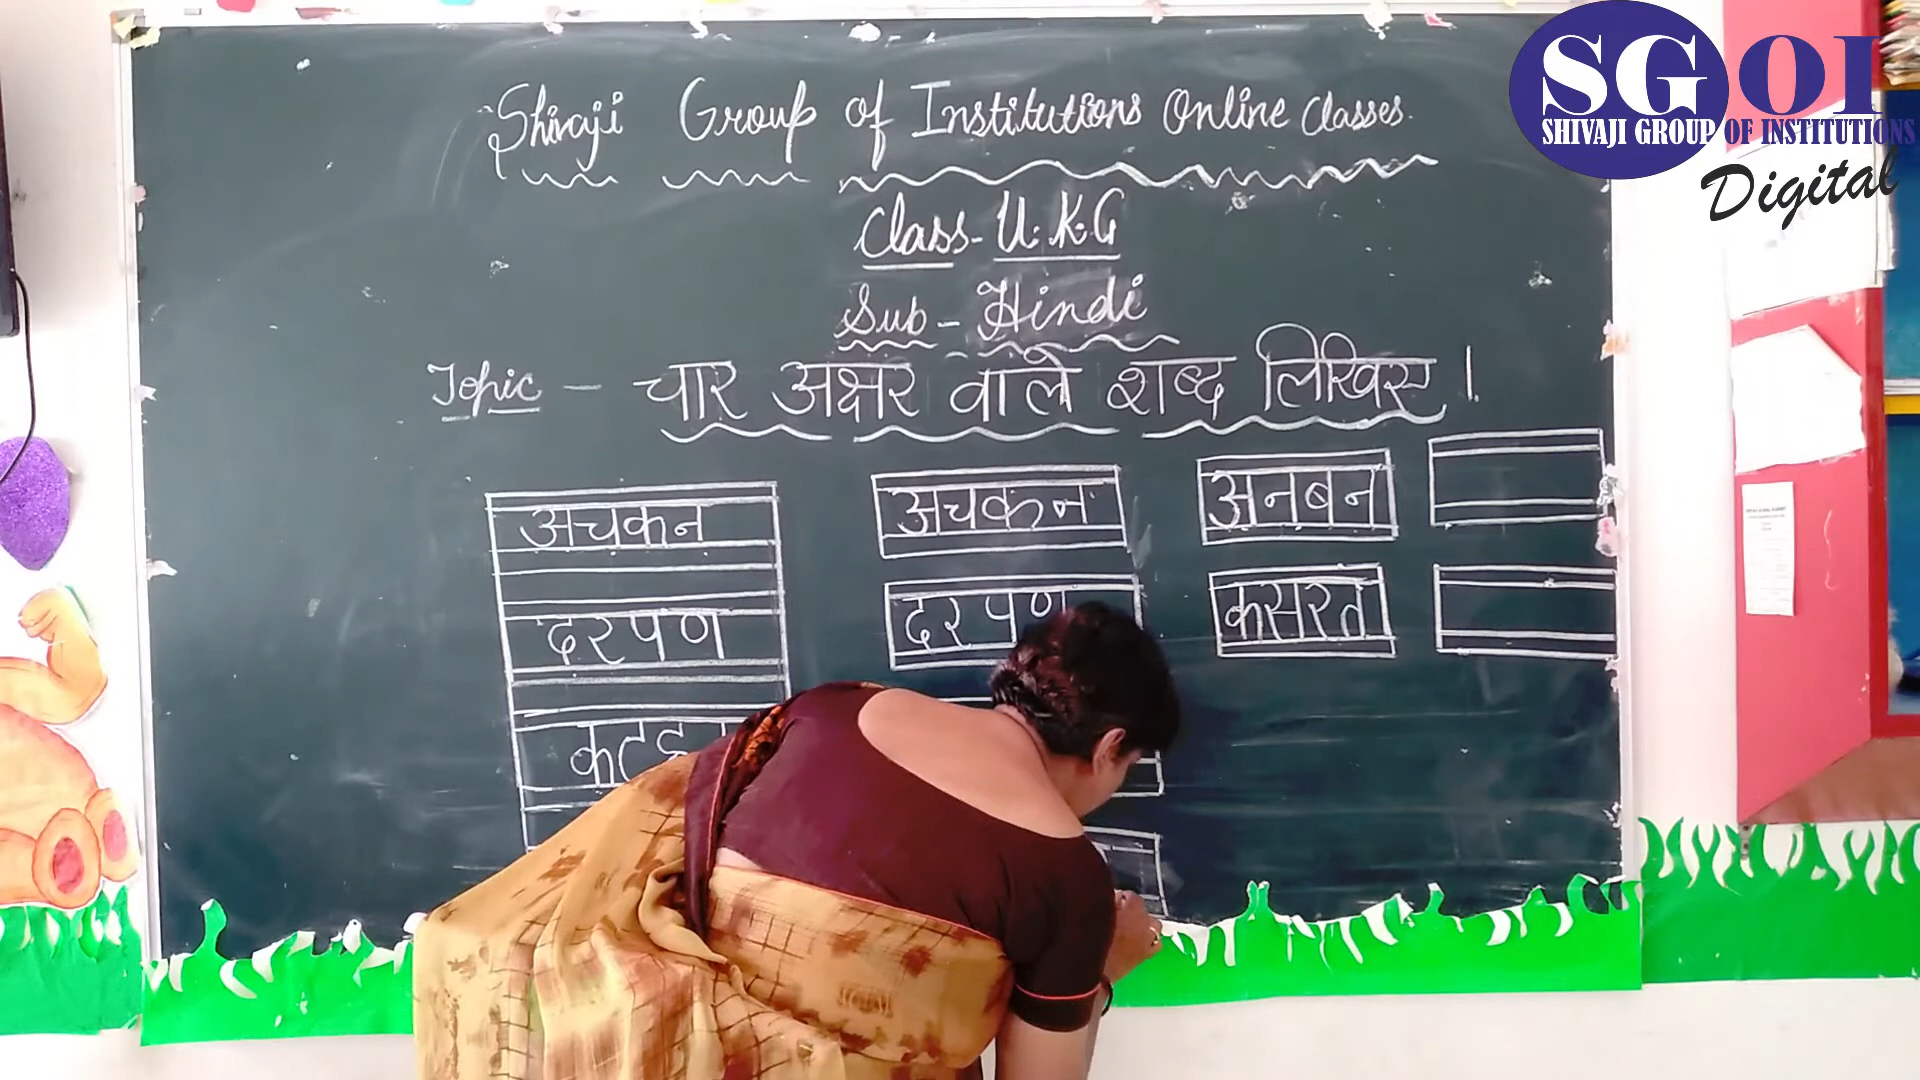 Shivaji Group of Institutions Online Classes.
SGOI
SHIVAJI GROUP OF INSTITUTIONS
Digital
Class- U.K.G
Sub - Hindi
Topic - चार अक्षर वाले शब्द लिखिए ।
अचकन अचकन अनबन
दरपण दरपण कसरत